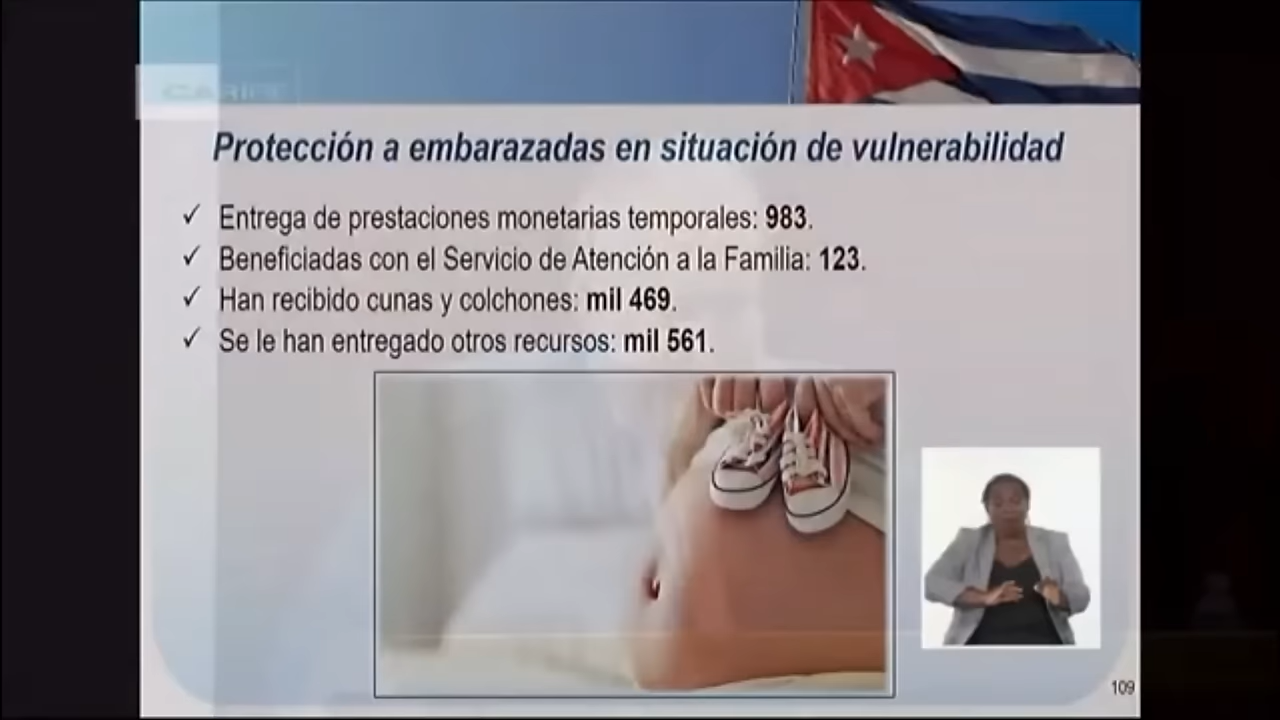 CARIBE
Protección a embarazadas en situación de vulnerabilidad
✓ Entrega de prestaciones monetarias temporales: 983.
✓ Beneficiadas con el Servicio de Atención a la Familia: 123.
✓ Han recibido cunas y colchones: mil 469.
✓ Se le han entregado otros recursos: mil 561.
109